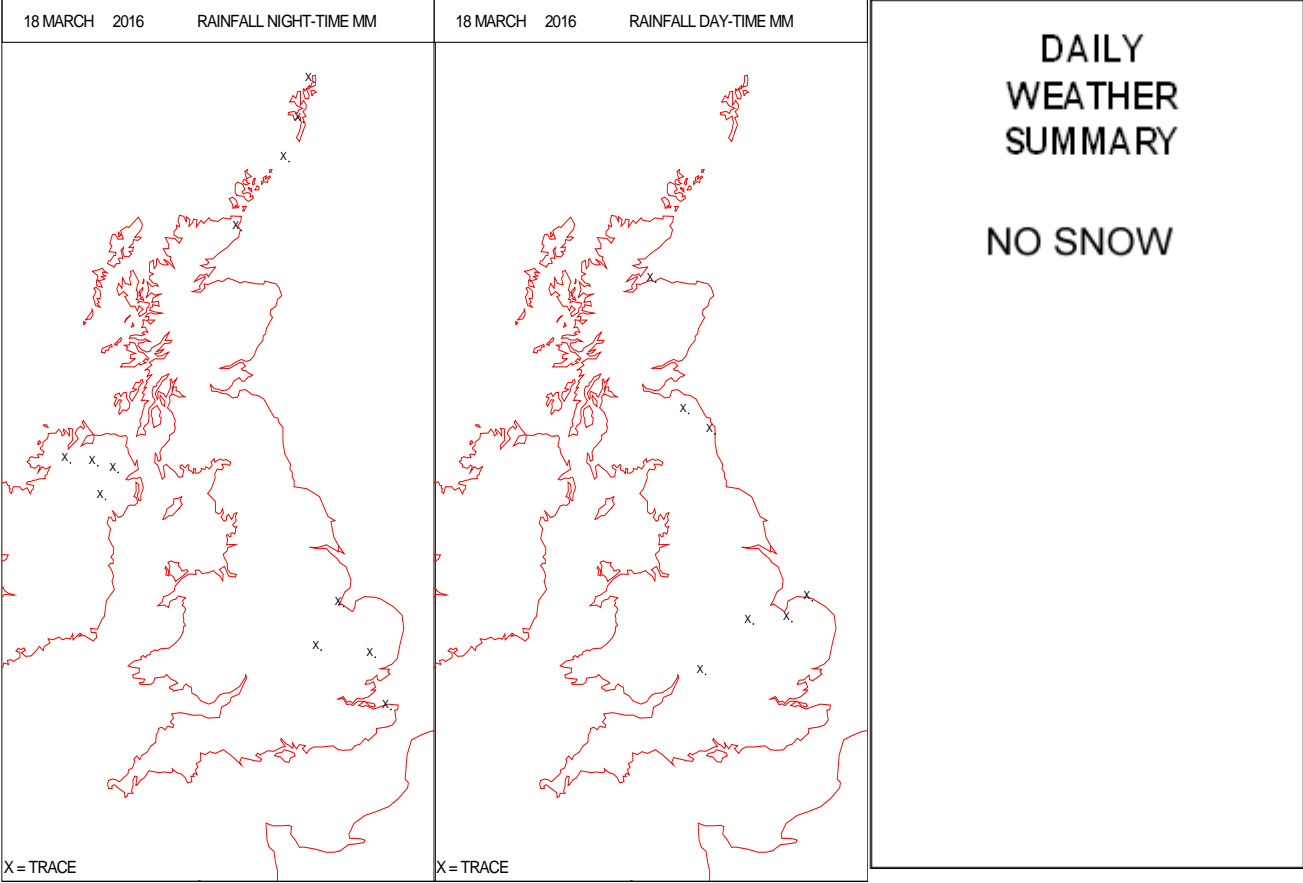 18 MARCH 2016 RAINFALL NIGHT-TIME MM
X.
X.
X.
X.
X.
X.
X.
X.
X.
X.
X.
X.
X = TRACE
18 MARCH 2016 RAINFALL DAY-TIME MM
X.
X.
X.
X.
X.
X.
X.
X = TRACE
DAILY
WEATHER
SUMMARY
NO SNOW